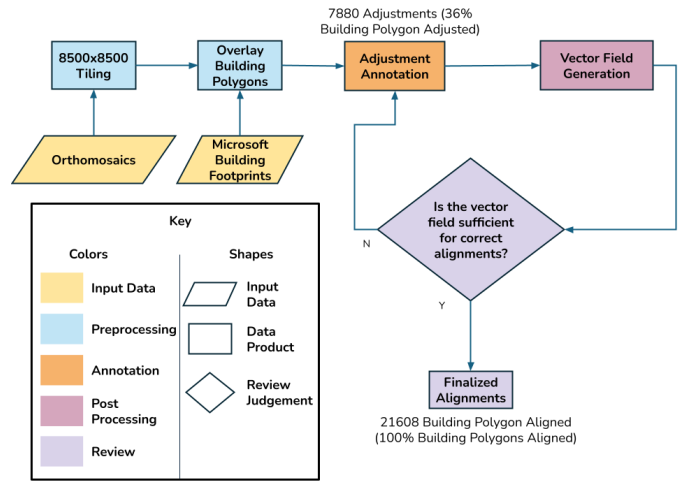 7880 Adjustments (36%
Building Polygon Adjusted)
8500x8500
Tiling
Overlay
Building
Polygons
Adjustment
Annotation
Vector Field
Generation
Orthomosaics
Microsoft
Building
Footprints
Is the vector
field sufficient
for correct
alignments?
N
Y
Finalized
Alignments
21608 Building Polygon Aligned
(100% Building Polygons Aligned)
Key
Colors
Input Data
Preprocessing
Annotation
Post
Processing
Review
Shapes
Input
Data
Data
Product
Review
Judgement